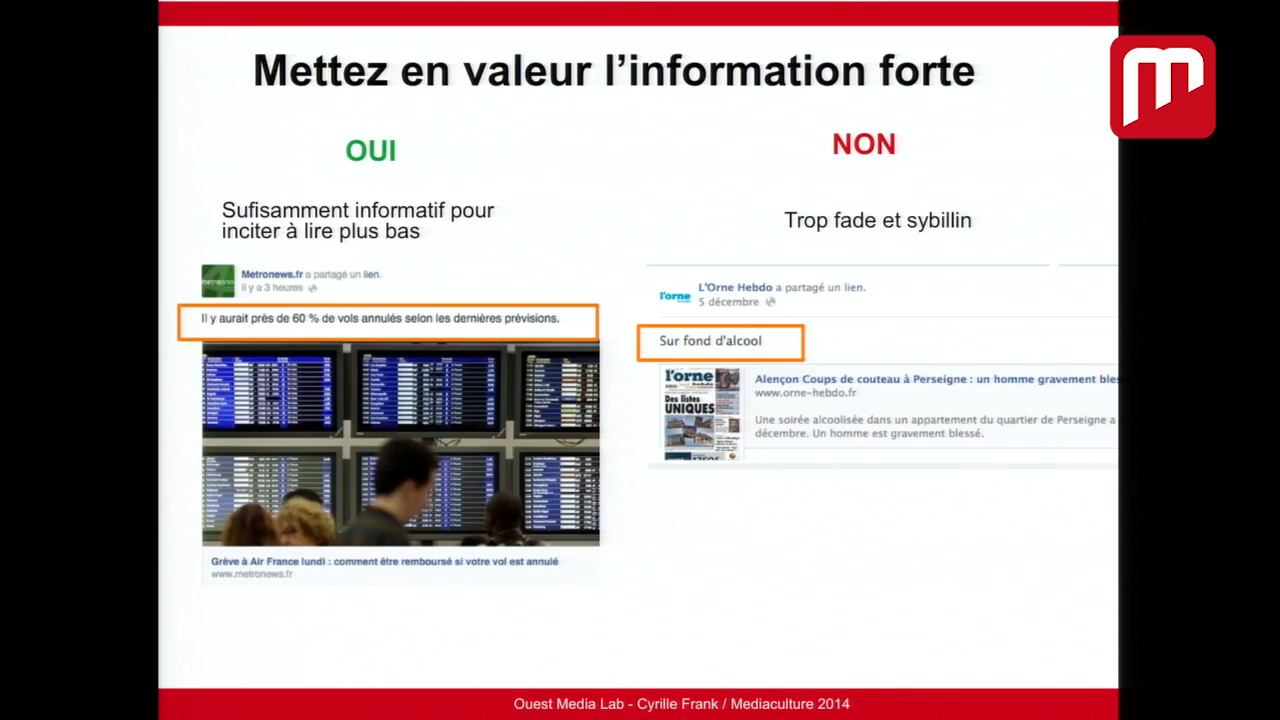 Mettez en valeur l’information forte
OUI
NON
Sufisamment informatif pour
inciter à lire plus bas
Trop fade et sybillin
Metronews.fr a partagé un lien.
il y a 3 heures
Il y aurait près de 60 % de vols annulés selon les dernières prévisions.
Grève à Air France lundi : comment être remboursé si votre vol est annulé
www.metronews.fr
L'Orne Hebdo a partagé un lien.
l'orne
5 décembre
Sur fond d'alcool
l'orne
hebdo
Des listes
UNIQUES
Alençon Coups de couteau à Perseigne : un homme gravement
www.orne-hebdo.fr
Une soirée alcoolisée dans un appartement du quartier de Perseigne a
décembre. Un homme est gravement blessé.
Ouest Media Lab - Cyrille Frank / Mediaculture 2014